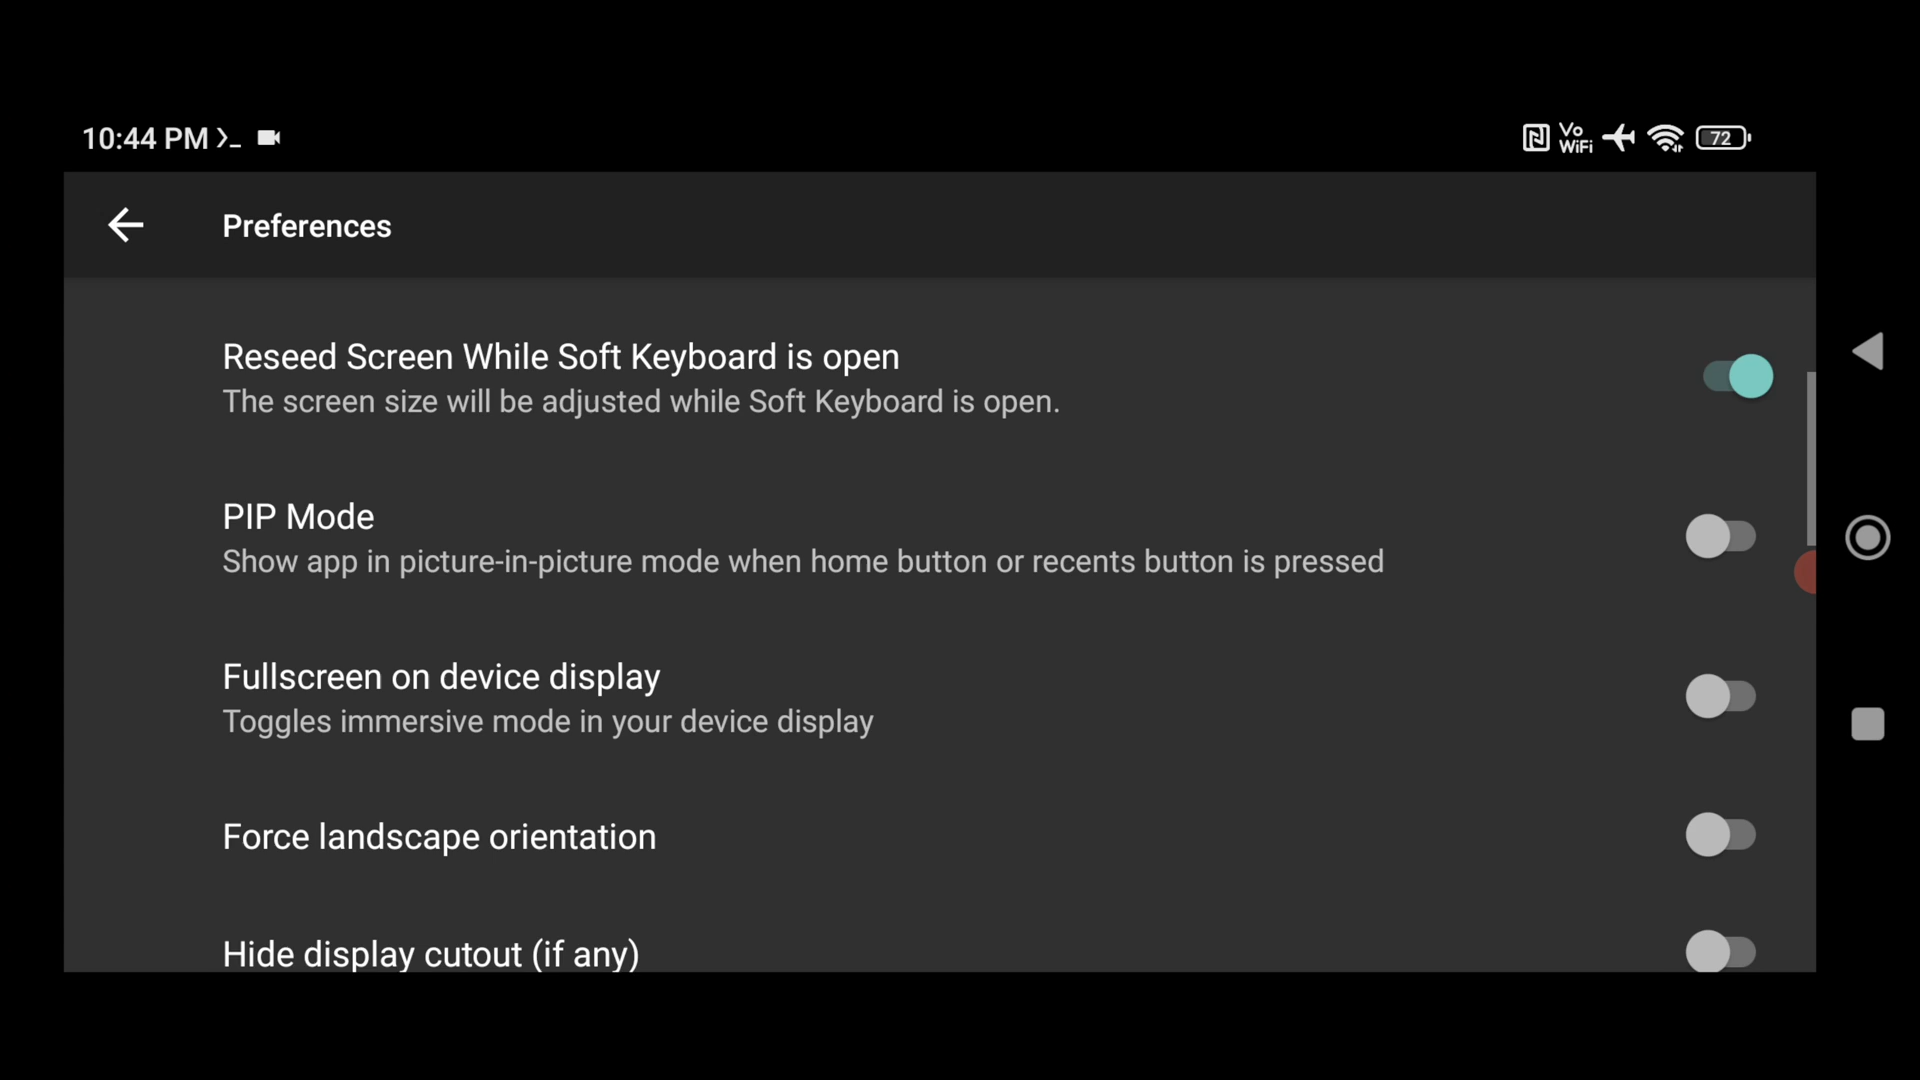 10:44 PM
Vo
WiFi
72
Preferences
Reseed Screen While Soft Keyboard is open
The screen size will be adjusted while Soft Keyboard is open.
PIP Mode
Show app in picture-in-picture mode when home button or recents button is pressed
Fullscreen on device display
Toggles immersive mode in your device display
Force landscape orientation
Hide display cutout (if any)